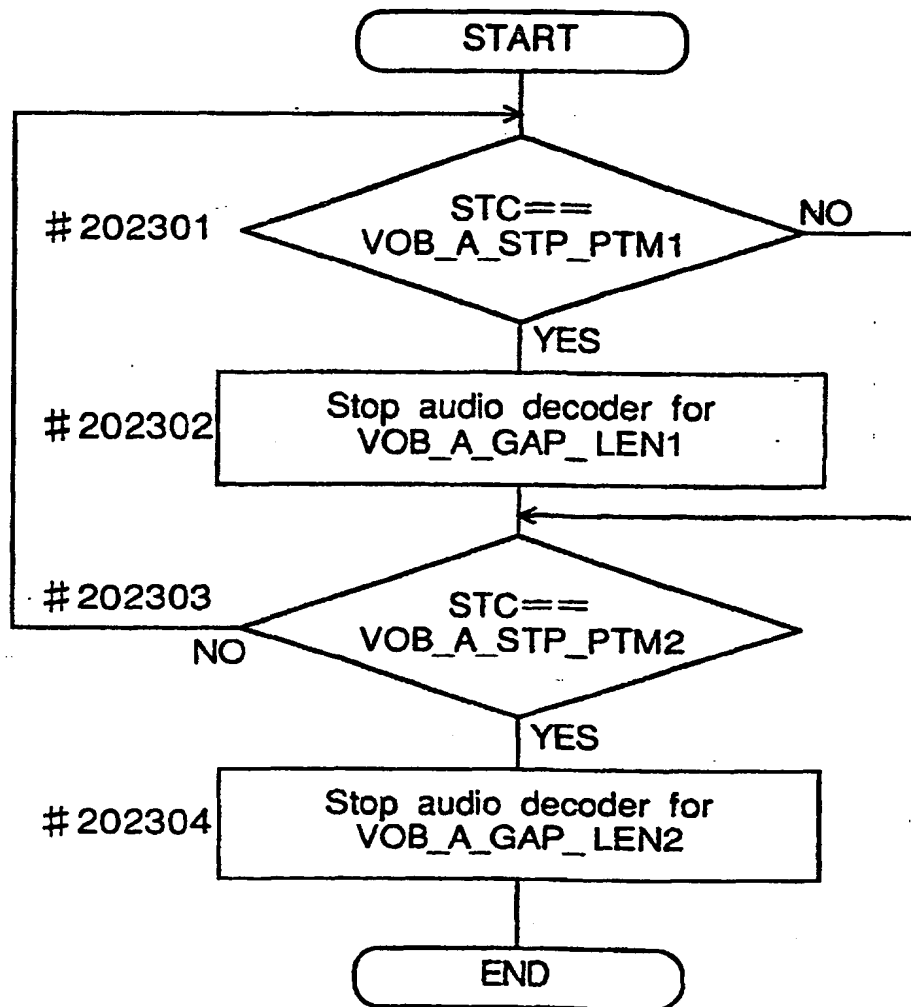 START
#202301
STC==
VOB_A_STP_PTM1
NO
YES
#202302
Stop audio decoder for
VOB_A_GAP_LEN1
#202303
STC==
VOB_A_STP_PTM2
NO
YES
#202304
Stop audio decoder for
VOB_A_GAP_LEN2
END